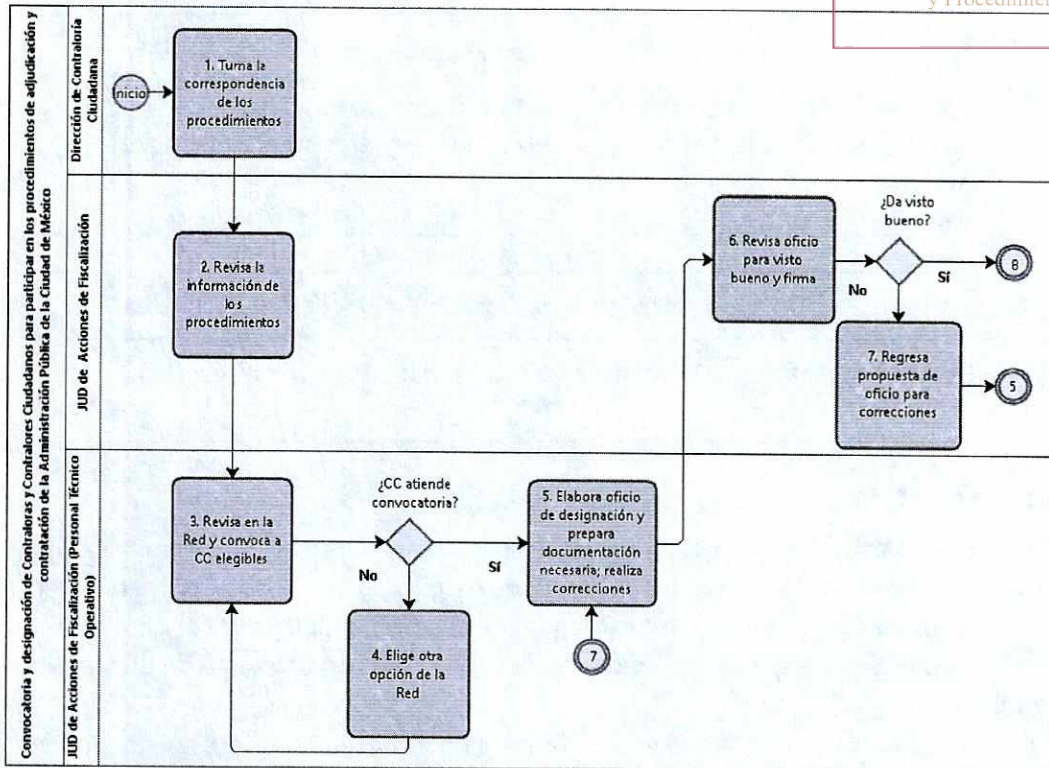 y Procedimie
Convocatoria y designación de Contraloras y Contralores Ciudadanos para participar en los procedimientos de adjudicación y
contratación de la Administración Pública de la Ciudad de México
Dirección de Contraloría
Ciudadana
Inicio
1. Turna la
correspondencia
de los
procedimientos
JUD de Acciones de Fiscalización
2. Revisa la
información de
los
procedimientos
6. Revisa oficio
para visto
bueno y firma
¿Da visto
bueno?
No
Sí
8
7. Regresa
propuesta de
oficio para
correcciones
5
JUD de Acciones de Fiscalización (Personal Técnico
Operativo)
3. Revisa en la
Red y convoca a
CC elegibles
¿CC atiende
convocatoria?
No
Sí
4. Elige otra
opción de la
Red
5. Elabora oficio
de designación y
prepara
documentación
necesaria; realiza
correcciones
7